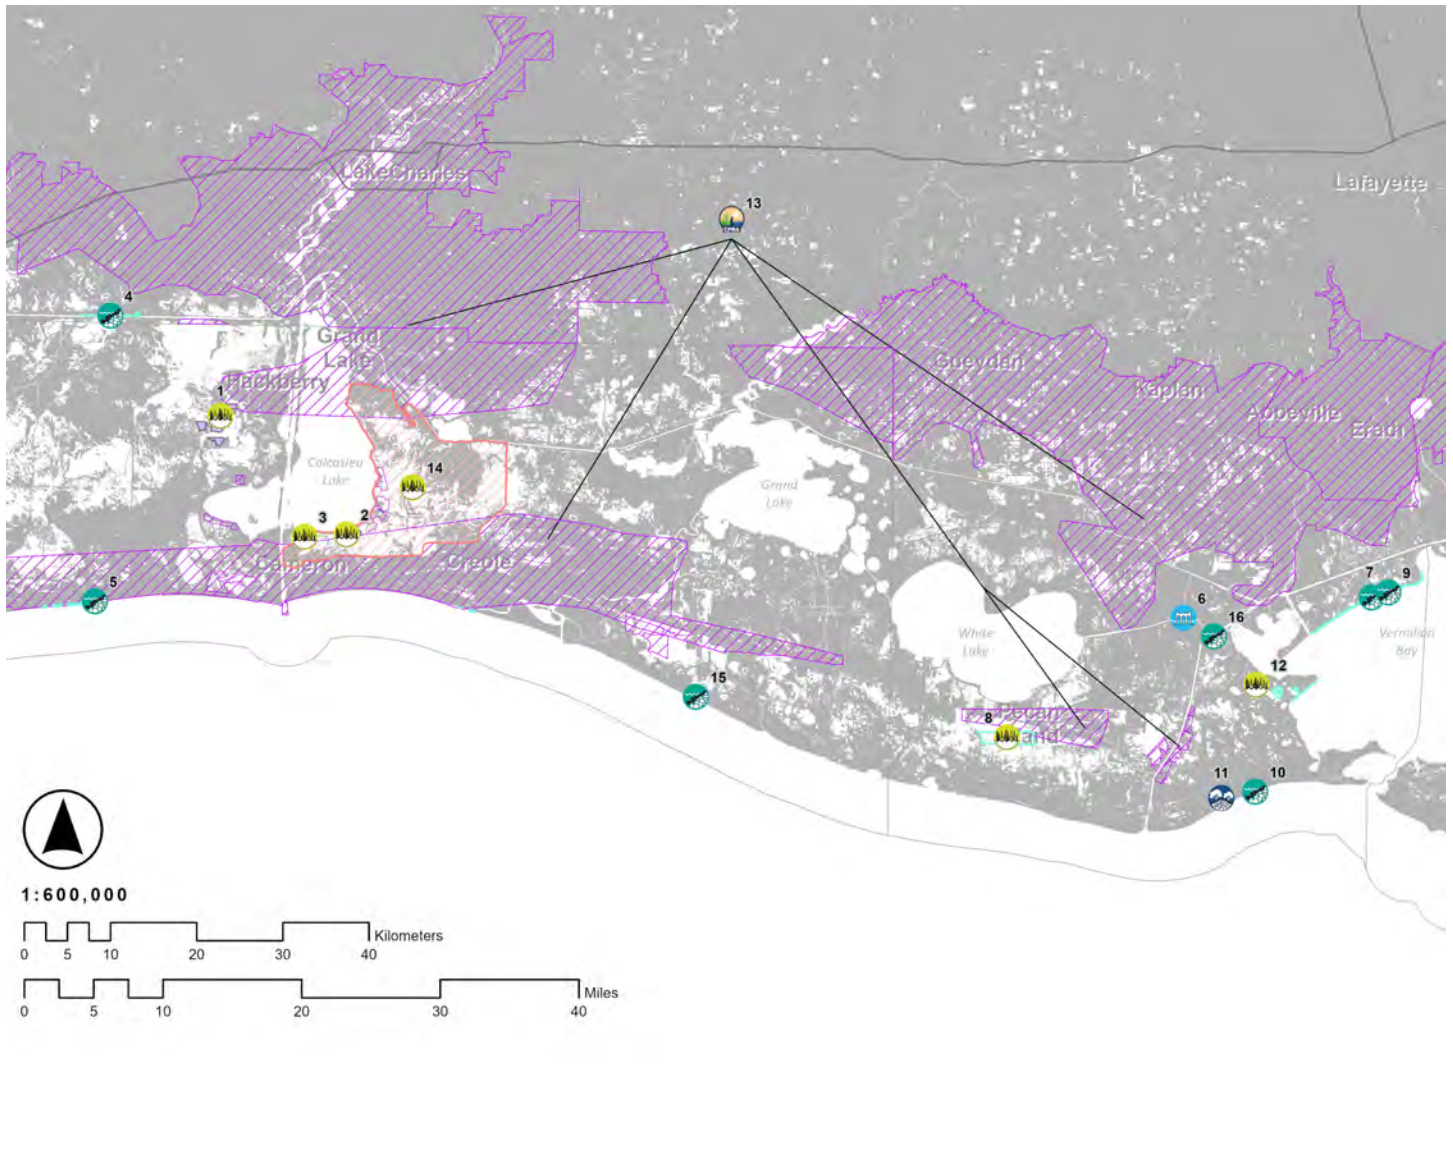 LakeCharles
Lafayette
13
4
Grand
Lake
Gueydan
Hackberry
Kaplan
1
Abbeville
Erath
Calcasieu
Lake
14
Grand
Lake
3
2
Cameron
Creole
5
7
9
6
16
White
Lake
Vermilion
Bay
12
15
8
Pecan
Island
11
10
1:600,000
Kilometers
0 5 10 20 30 40
Miles
0 5 10 20 30 40